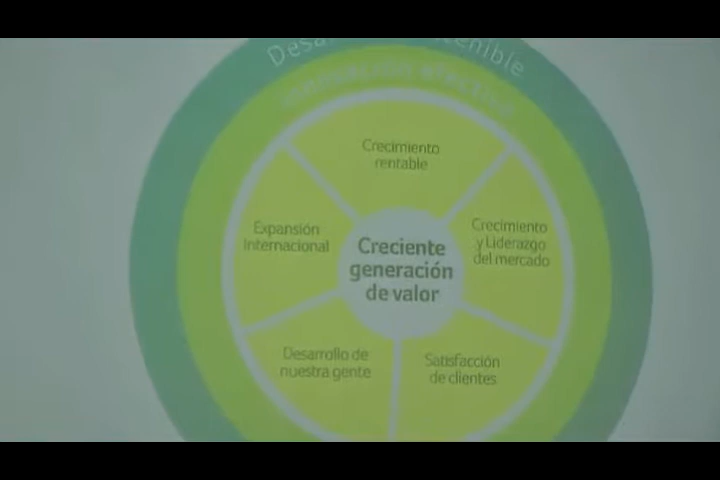 Crecimiento
rentable
Expansión
Internacional
Crecimiento
y Liderazgo
del mercado
Creciente
generación
de valor
Desarrollo de
nuestra gente
Satisfacción
de clientes